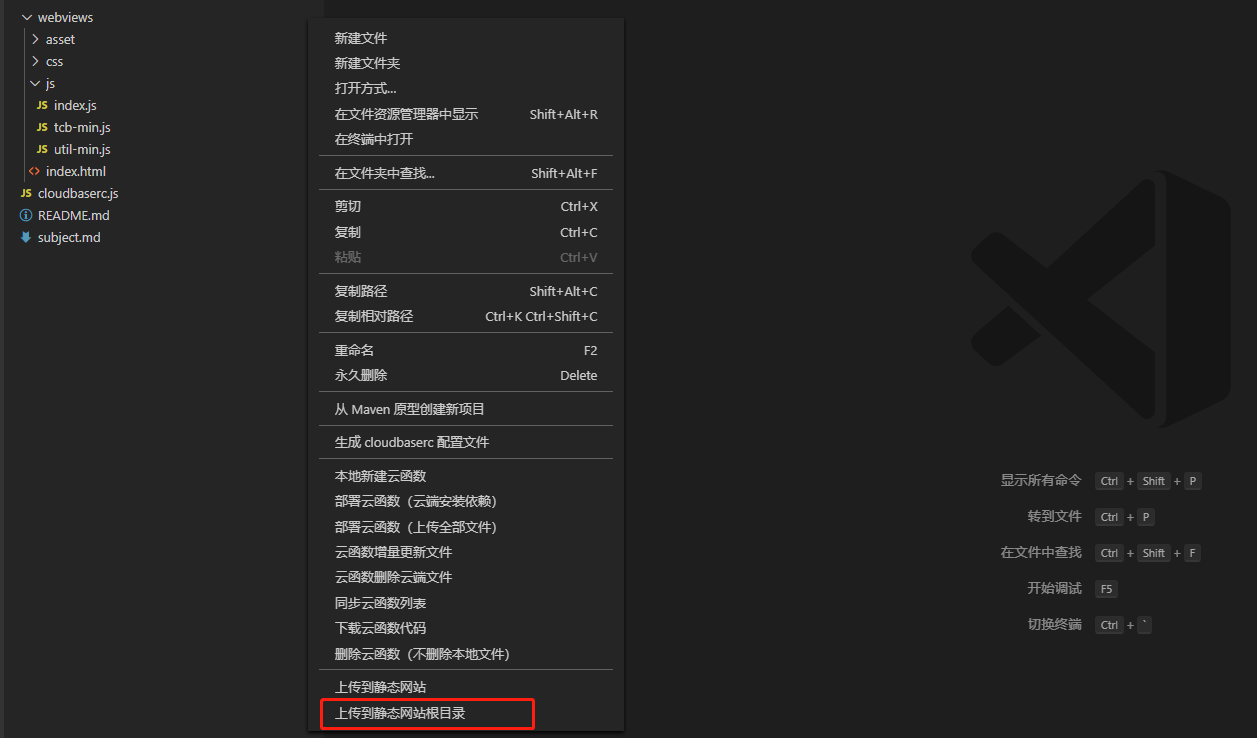 webviews
asset
css
js
JS index.js
JS tcb-min.js
JS util-min.js
<> index.html
JS cloudbaserc.js
README.md
subject.md
新建文件
新建文件夹
打开方式...
在文件资源管理器中显示 Shift+Alt+R
在终端中打开
在文件夹中查找... Shift+Alt+F
剪切 Ctrl+X
复制 Ctrl+C
粘贴 Ctrl+V
复制路径 Shift+Alt+C
复制相对路径 Ctrl+K Ctrl+Shift+C
重命名 F2
永久删除 Delete
从 Maven 原型创建新项目
生成 cloudbaserc 配置文件
本地新建云函数
部署云函数（云端安装依赖）
部署云函数（上传全部文件）
云函数增量更新文件
云函数删除云端文件
同步云函数列表
下载云函数代码
删除云函数（不删除本地文件）
上传到静态网站
上传到静态网站根目录
显示所有命令 Ctrl + Shift + P
转到文件 Ctrl + P
在文件中查找 Ctrl + Shift + F
开始调试 F5
切换终端 Ctrl + `